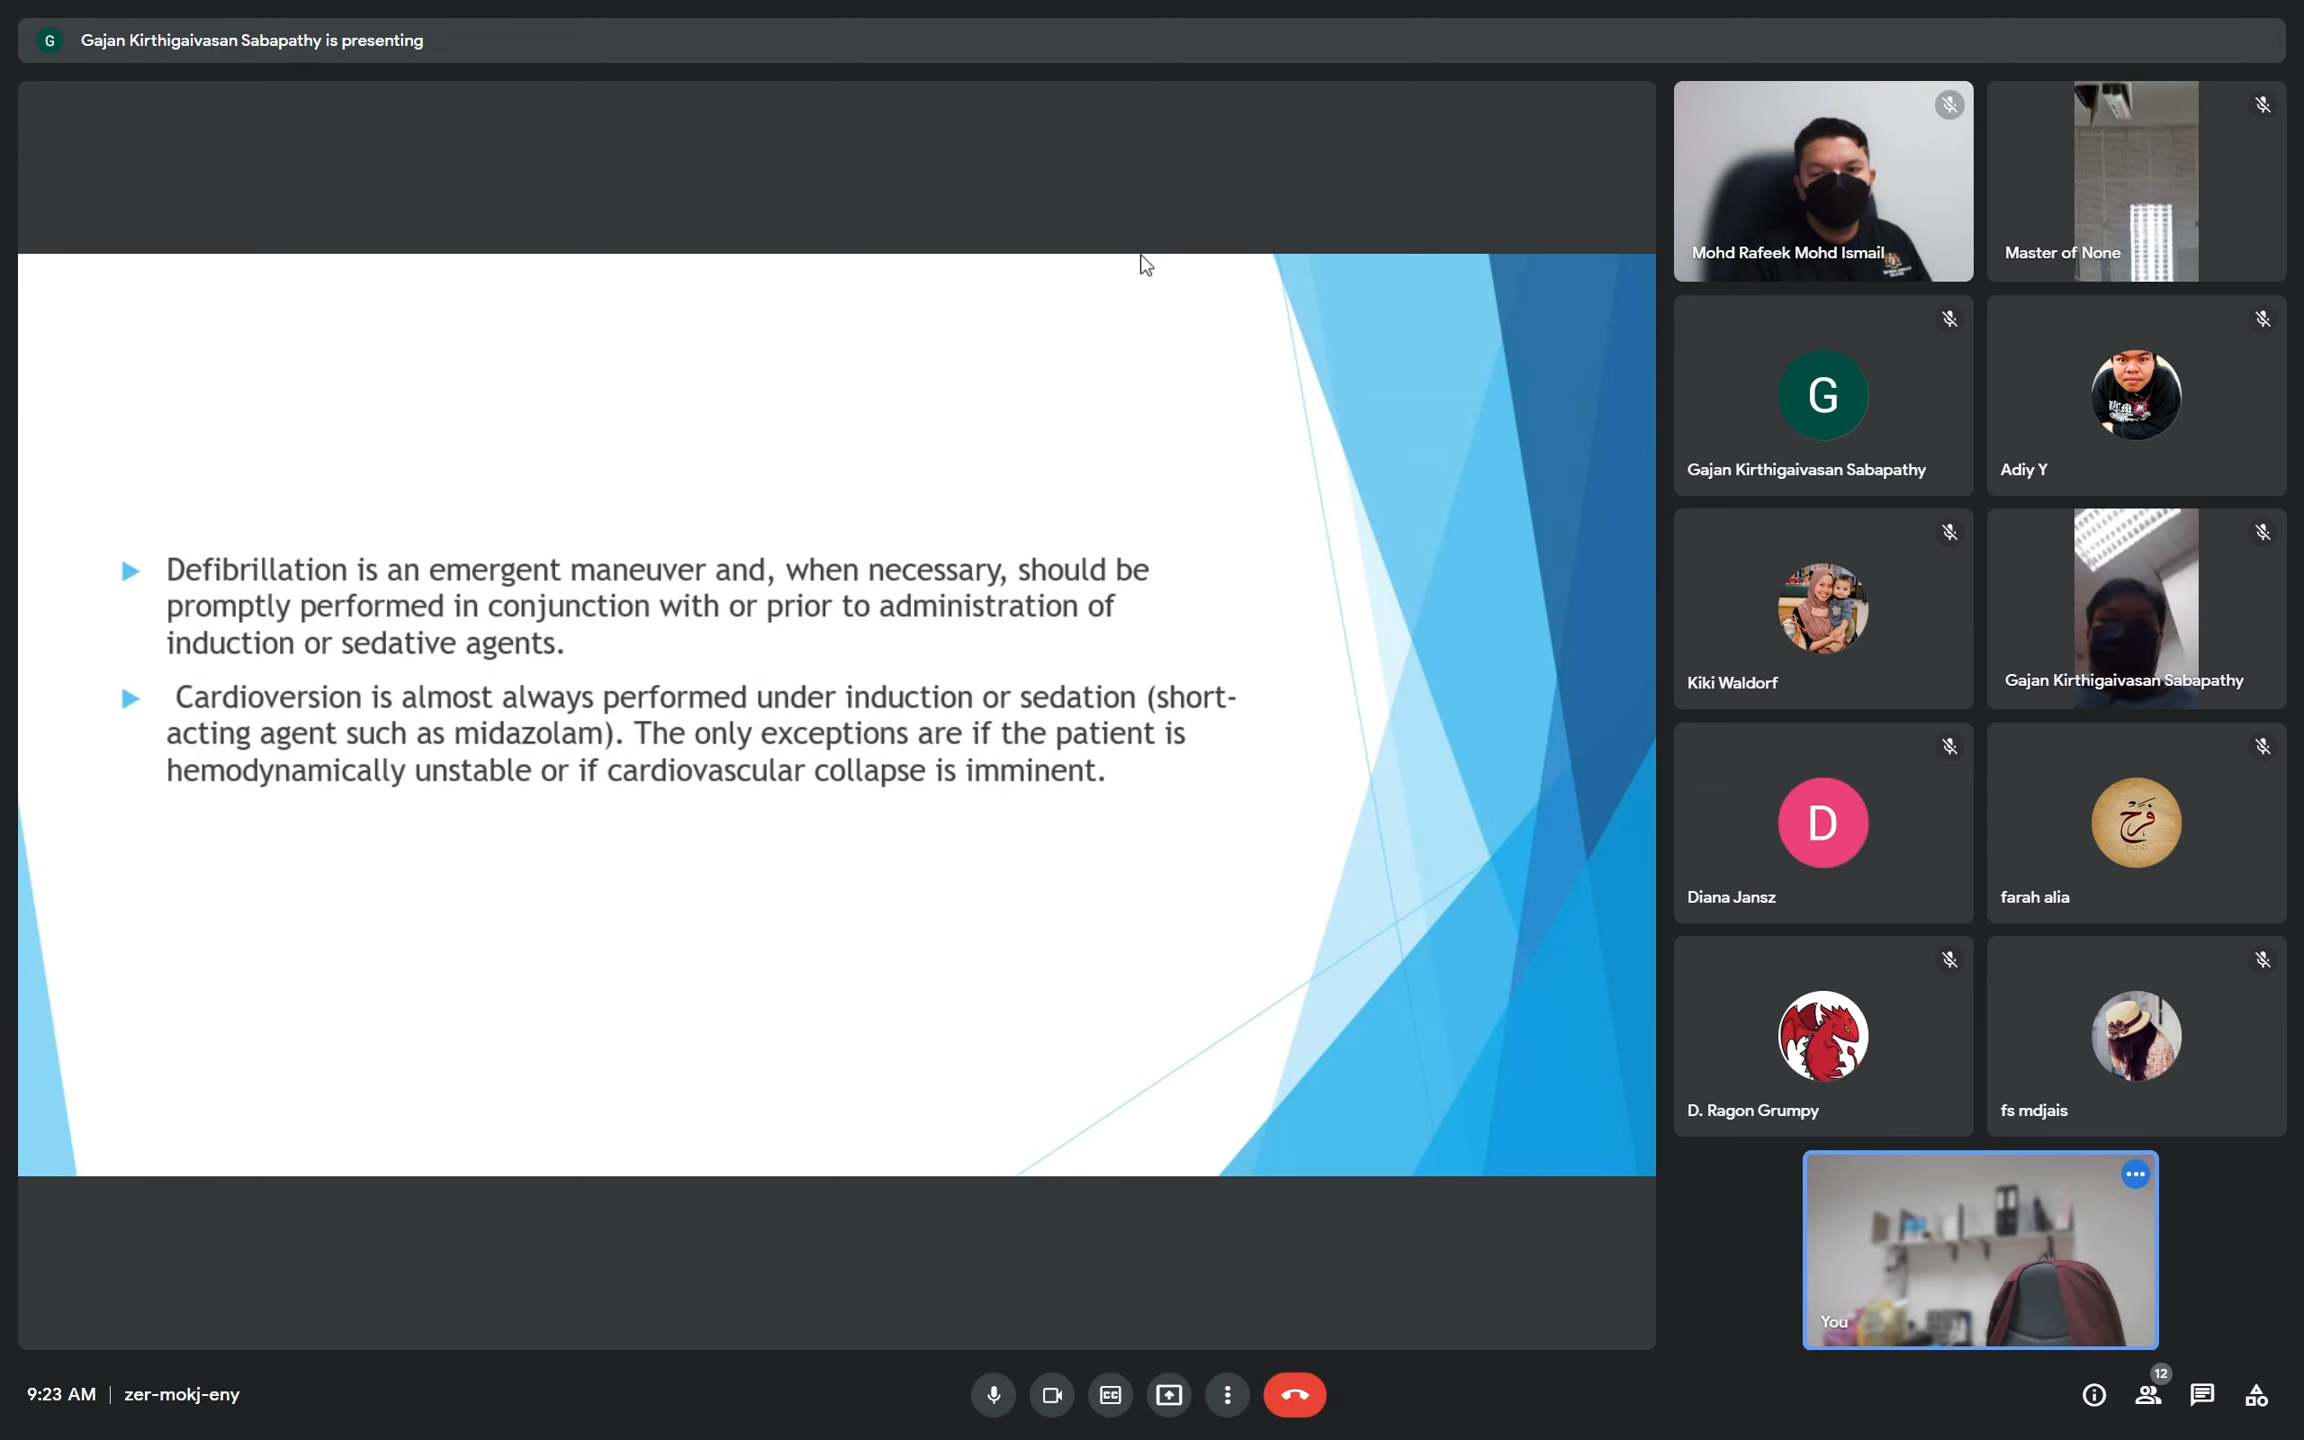 G
Gajan Kirthigaivasan Sabapathy is presenting
Defibrillation is an emergent maneuver and, when necessary, should be
promptly performed in conjunction with or prior to administration of
induction or sedative agents.
Cardioversion is almost always performed under induction or sedation (short-
acting agent such as midazolam). The only exceptions are if the patient is
hemodynamically unstable or if cardiovascular collapse is imminent.
Mohd Rafeek Mohd Ismail
Master of None
G
Gajan Kirthigaivasan Sabapathy
Adiy Y
Kiki Waldorf
Gajan Kirthigaivasan Sabapathy
D
Diana Jansz
فرح
farah alia
D. Ragon Grumpy
fs mdjais
You
9:23 AM
zer-mokj-eny
CC
12